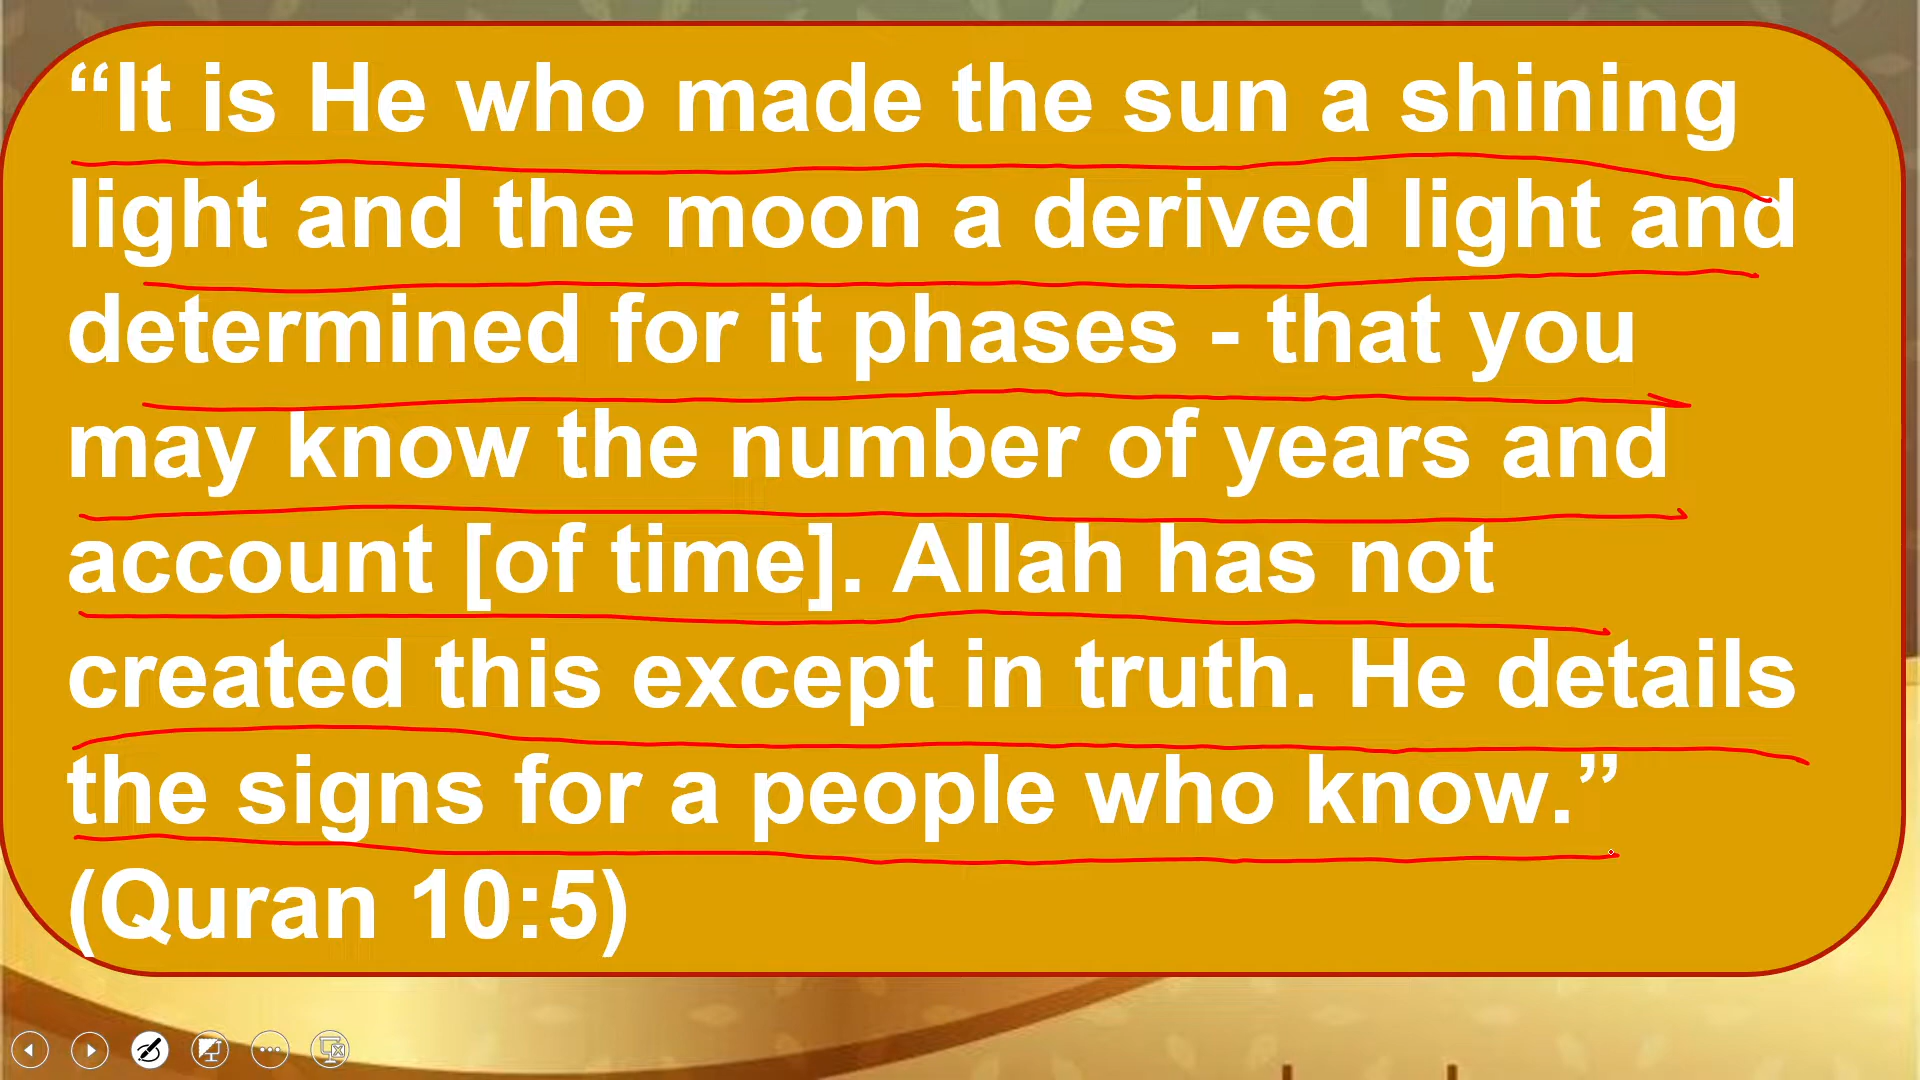 “It is He who made the sun a shining
light and the moon a derived light and
determined for it phases - that you
may know the number of years and
account [of time]. Allah has not
created this except in truth. He details
the signs for a people who know.”
(Quran 10:5)